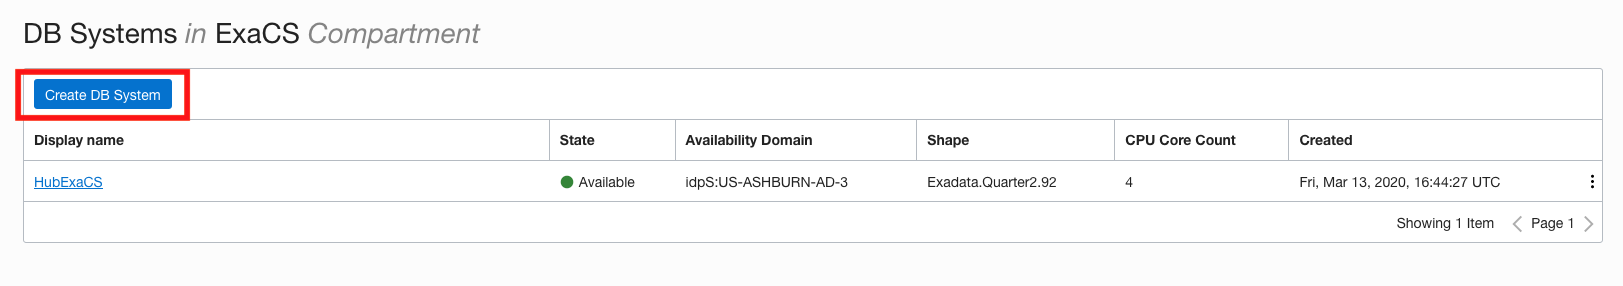 DB Systems in ExaCS Compartment
Create DB System
Display name State Availability Domain Shape CPU Core Count Created
HubExaCS Available idpS:US-ASHBURN-AD-3 Exadata.Quarter2.92 4 Fri, Mar 13, 2020, 16:44:27 UTC
Showing 1 Item Page 1